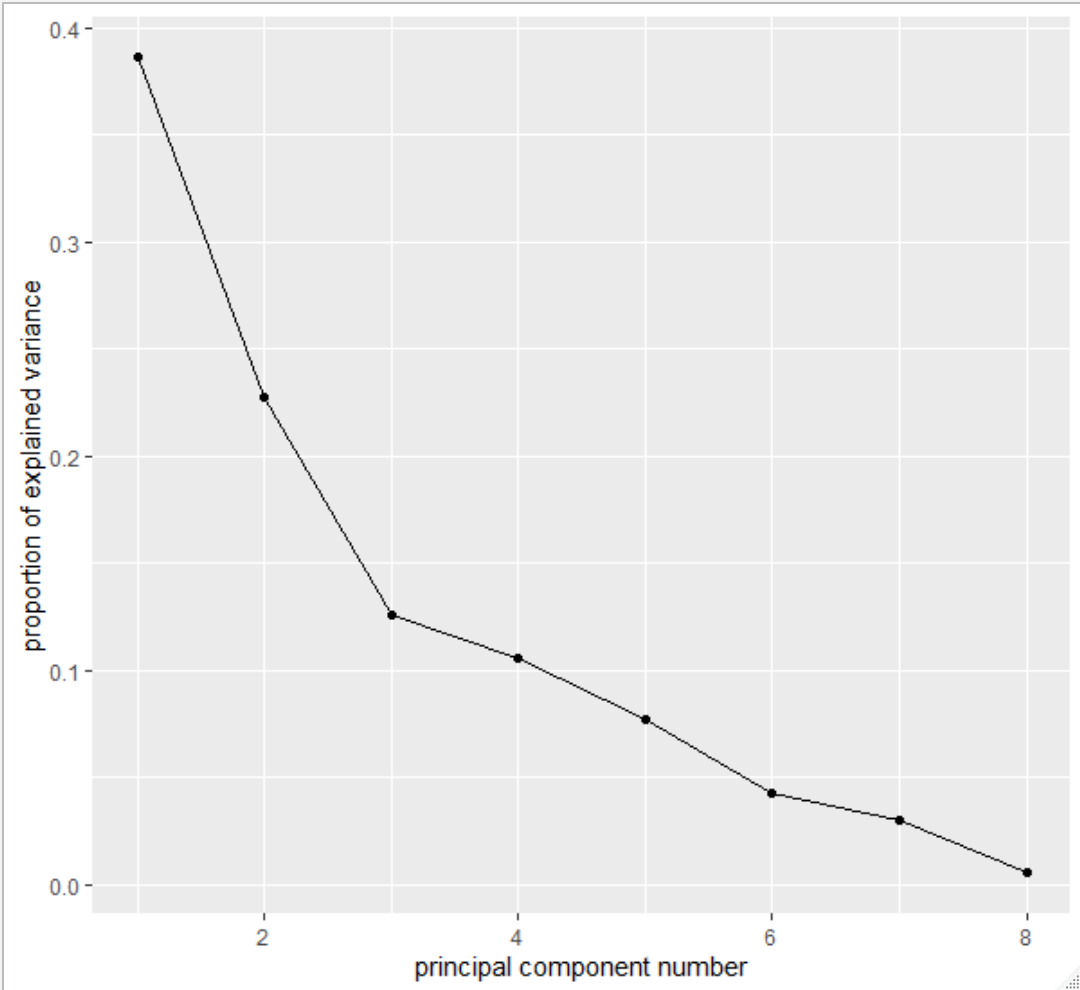 0.4
0.3
0.2
0.1
0.0
proportion of explained variance
2 4 6 8
principal component number